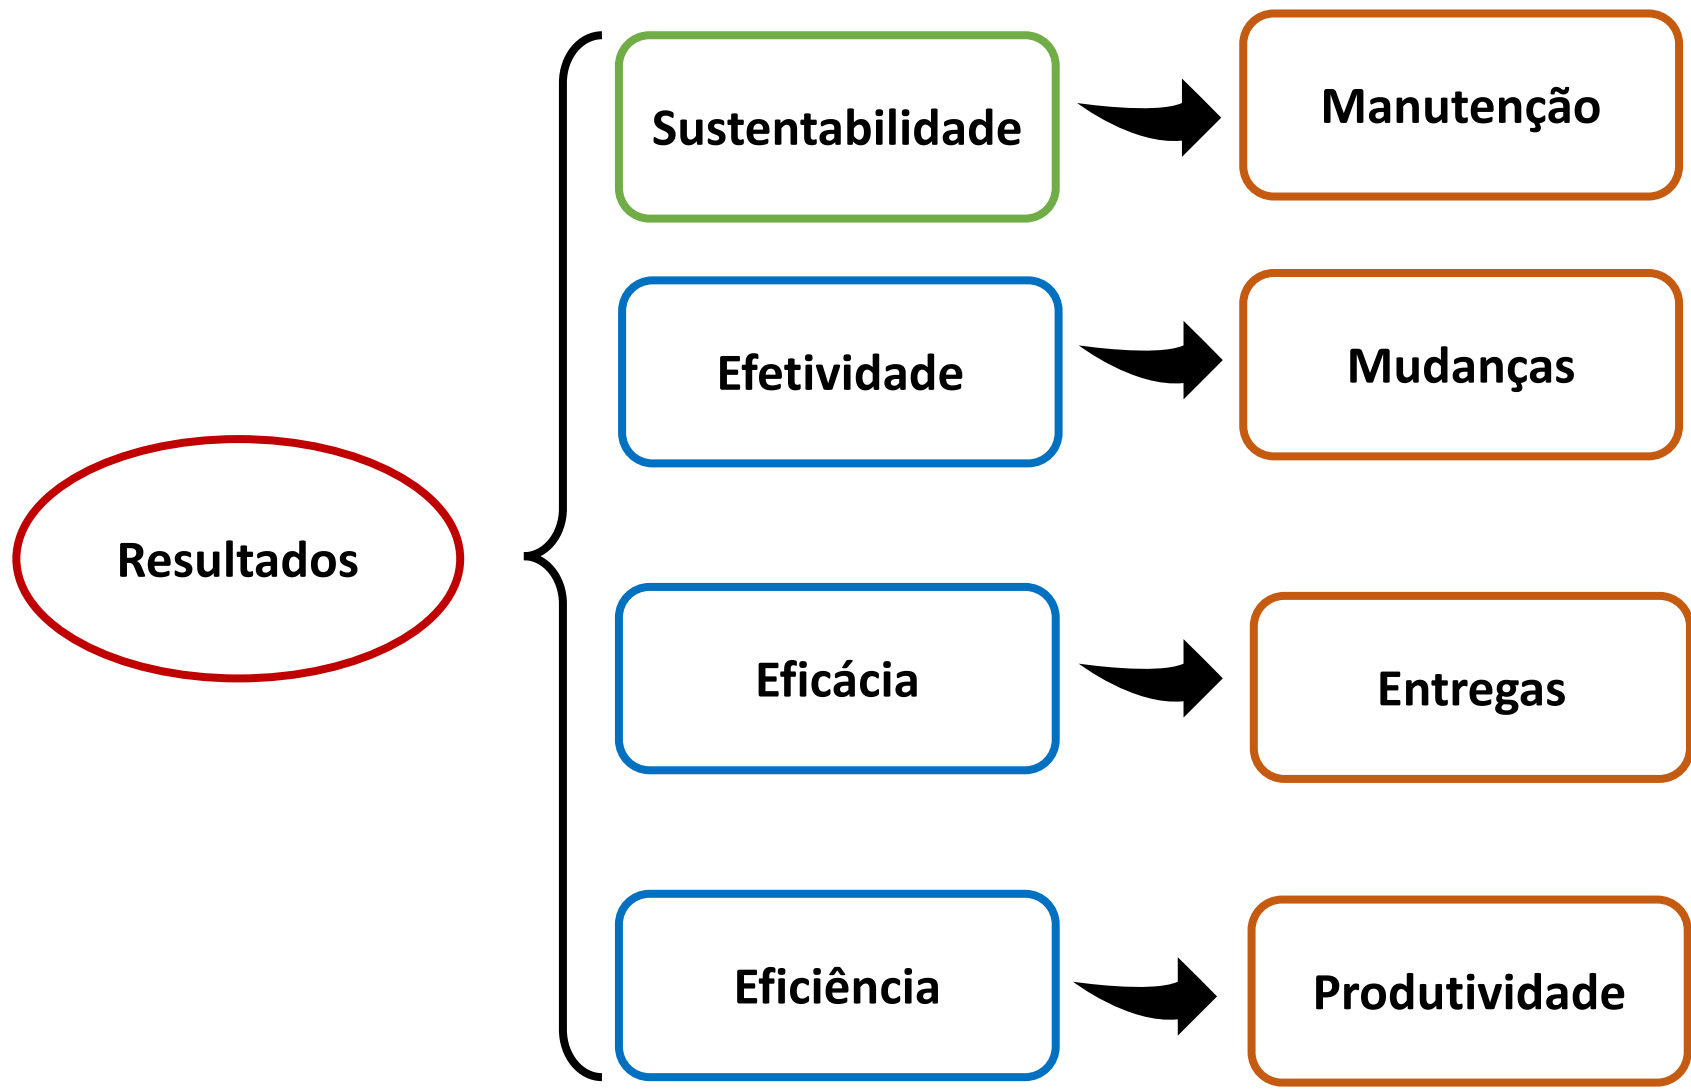 Resultados
Sustentabilidade
Manutenção
Efetividade
Mudanças
Eficácia
Entregas
Eficiência
Produtividade